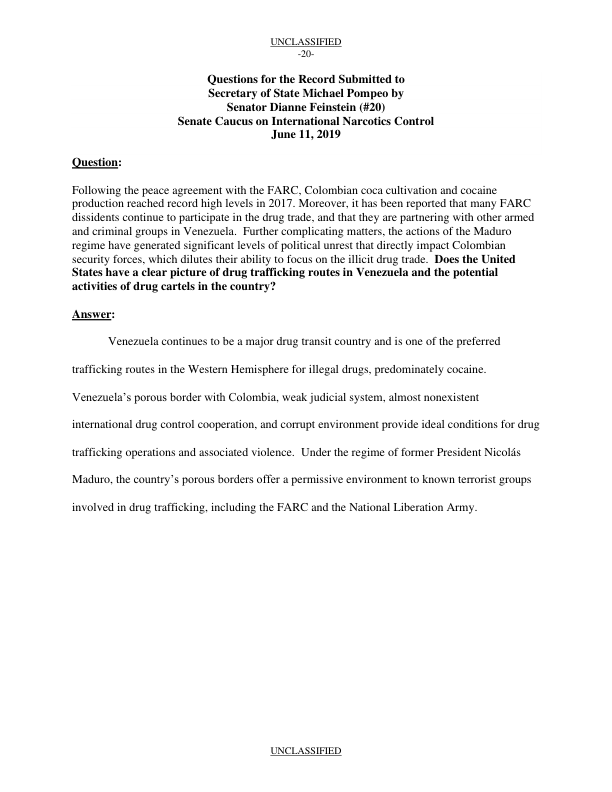 UNCLASSIFIED
-20-
Questions for the Record Submitted to
Secretary of State Michael Pompeo by
Senator Dianne Feinstein (#20)
Senate Caucus on International Narcotics Control
June 11, 2019
Question:
Following the peace agreement with the FARC, Colombian coca cultivation and cocaine
production reached record high levels in 2017. Moreover, it has been reported that many FARC
dissidents continue to participate in the drug trade, and that they are partnering with other armed
and criminal groups in Venezuela.  Further complicating matters, the actions of the Maduro
regime have generated significant levels of political unrest that directly impact Colombian
security forces, which dilutes their ability to focus on the illicit drug trade.  Does the United
States have a clear picture of drug trafficking routes in Venezuela and the potential
activities of drug cartels in the country?
Answer:
Venezuela continues to be a major drug transit country and is one of the preferred
trafficking routes in the Western Hemisphere for illegal drugs, predominately cocaine.
Venezuela’s porous border with Colombia, weak judicial system, almost nonexistent
international drug control cooperation, and corrupt environment provide ideal conditions for drug
trafficking operations and associated violence.  Under the regime of former President Nicolás
Maduro, the country’s porous borders offer a permissive environment to known terrorist groups
involved in drug trafficking, including the FARC and the National Liberation Army.
UNCLASSIFIED